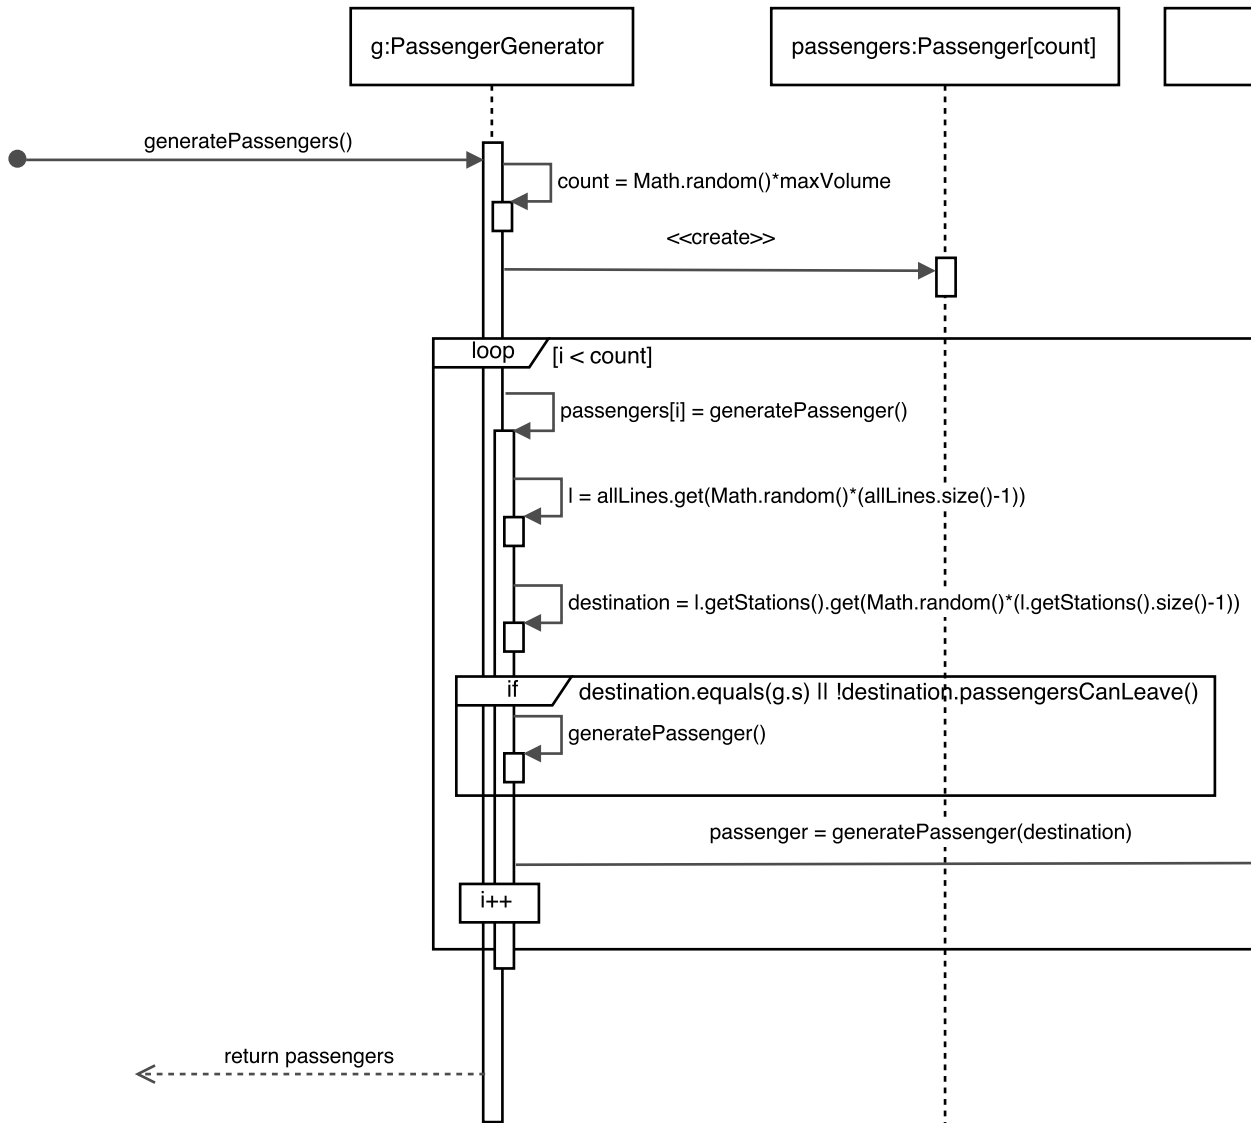 g:PassengerGenerator
passengers:Passenger[count]
generatePassengers()
count = Math.random()*maxVolume
<<create>>
loop
[i < count]
passengers[i] = generatePassenger()
l = allLines.get(Math.random()*(allLines.size()-1))
destination = l.getStations().get(Math.random()*(l.getStations().size()-1))
if
destination.equals(g.s) || !destination.passengersCanLeave()
generatePassenger()
passenger = generatePassenger(destination)
i++
return passengers